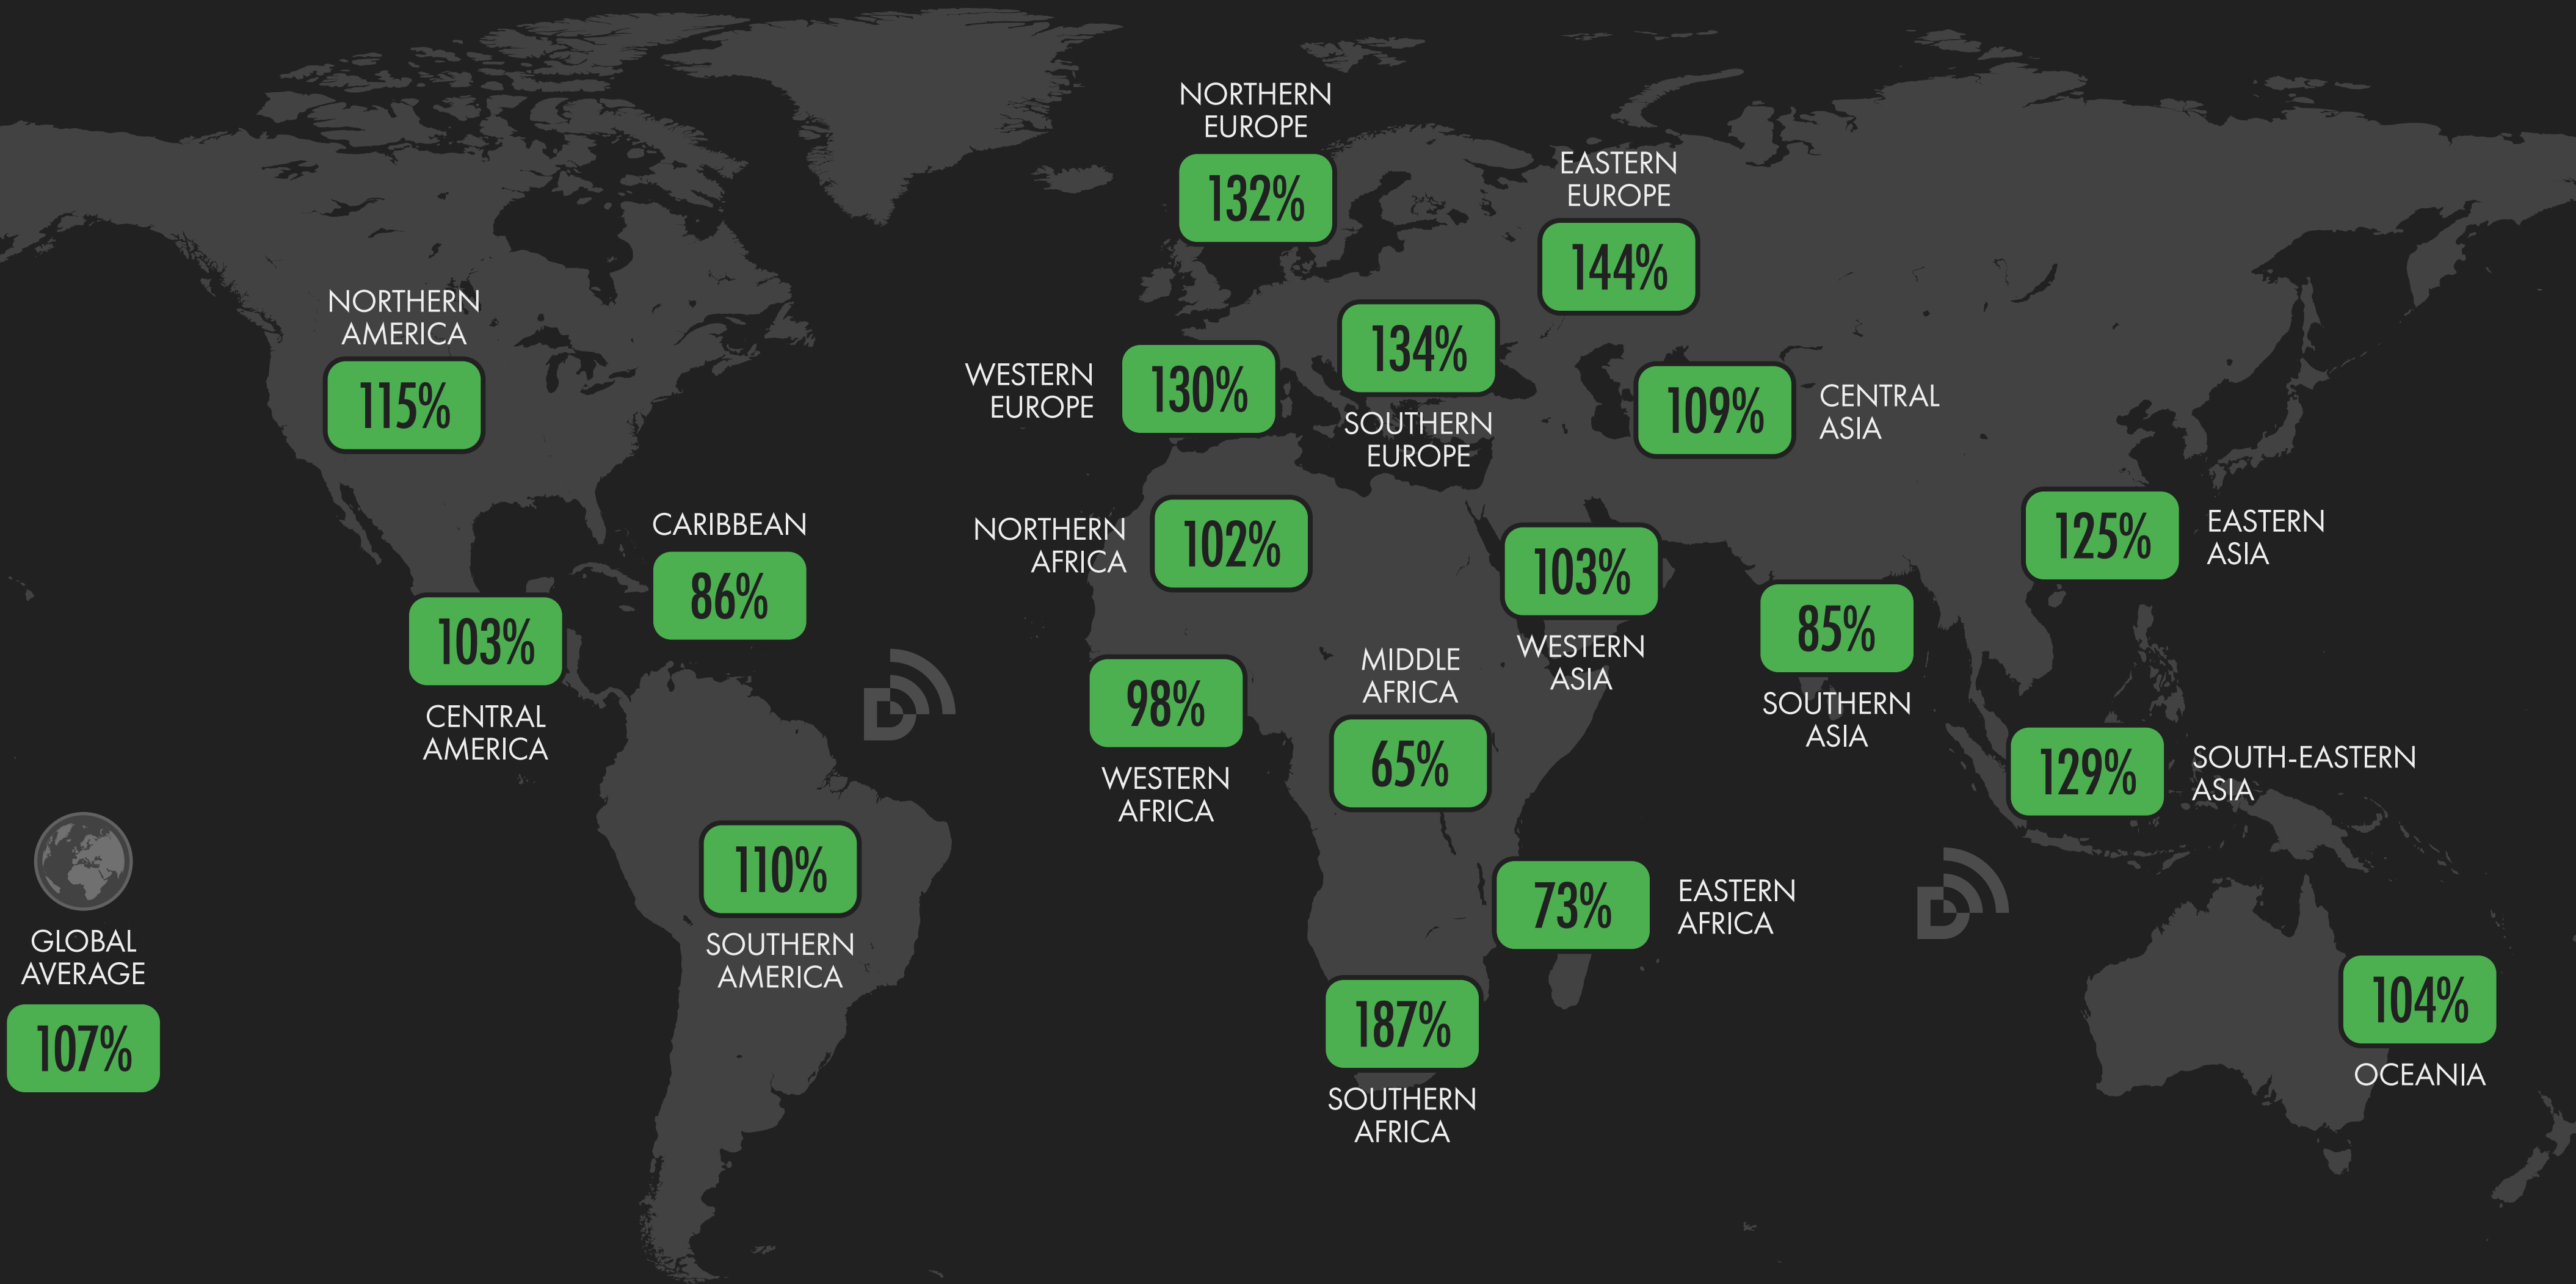 NORTHERN
EUROPE
132%
EASTERN
EUROPE
144%
NORTHERN
AMERICA
115%
WESTERN
EUROPE
130%
134%
SOUTHERN
EUROPE
109%
CENTRAL
ASIA
CARIBBEAN
86%
NORTHERN
AFRICA
102%
103%
WESTERN
ASIA
125%
EASTERN
ASIA
103%
CENTRAL
AMERICA
85%
SOUTHERN
ASIA
98%
WESTERN
AFRICA
MIDDLE
AFRICA
65%
129%
SOUTH-EASTERN
ASIA
110%
SOUTHERN
AMERICA
73%
EASTERN
AFRICA
GLOBAL
AVERAGE
107%
187%
SOUTHERN
AFRICA
104%
OCEANIA